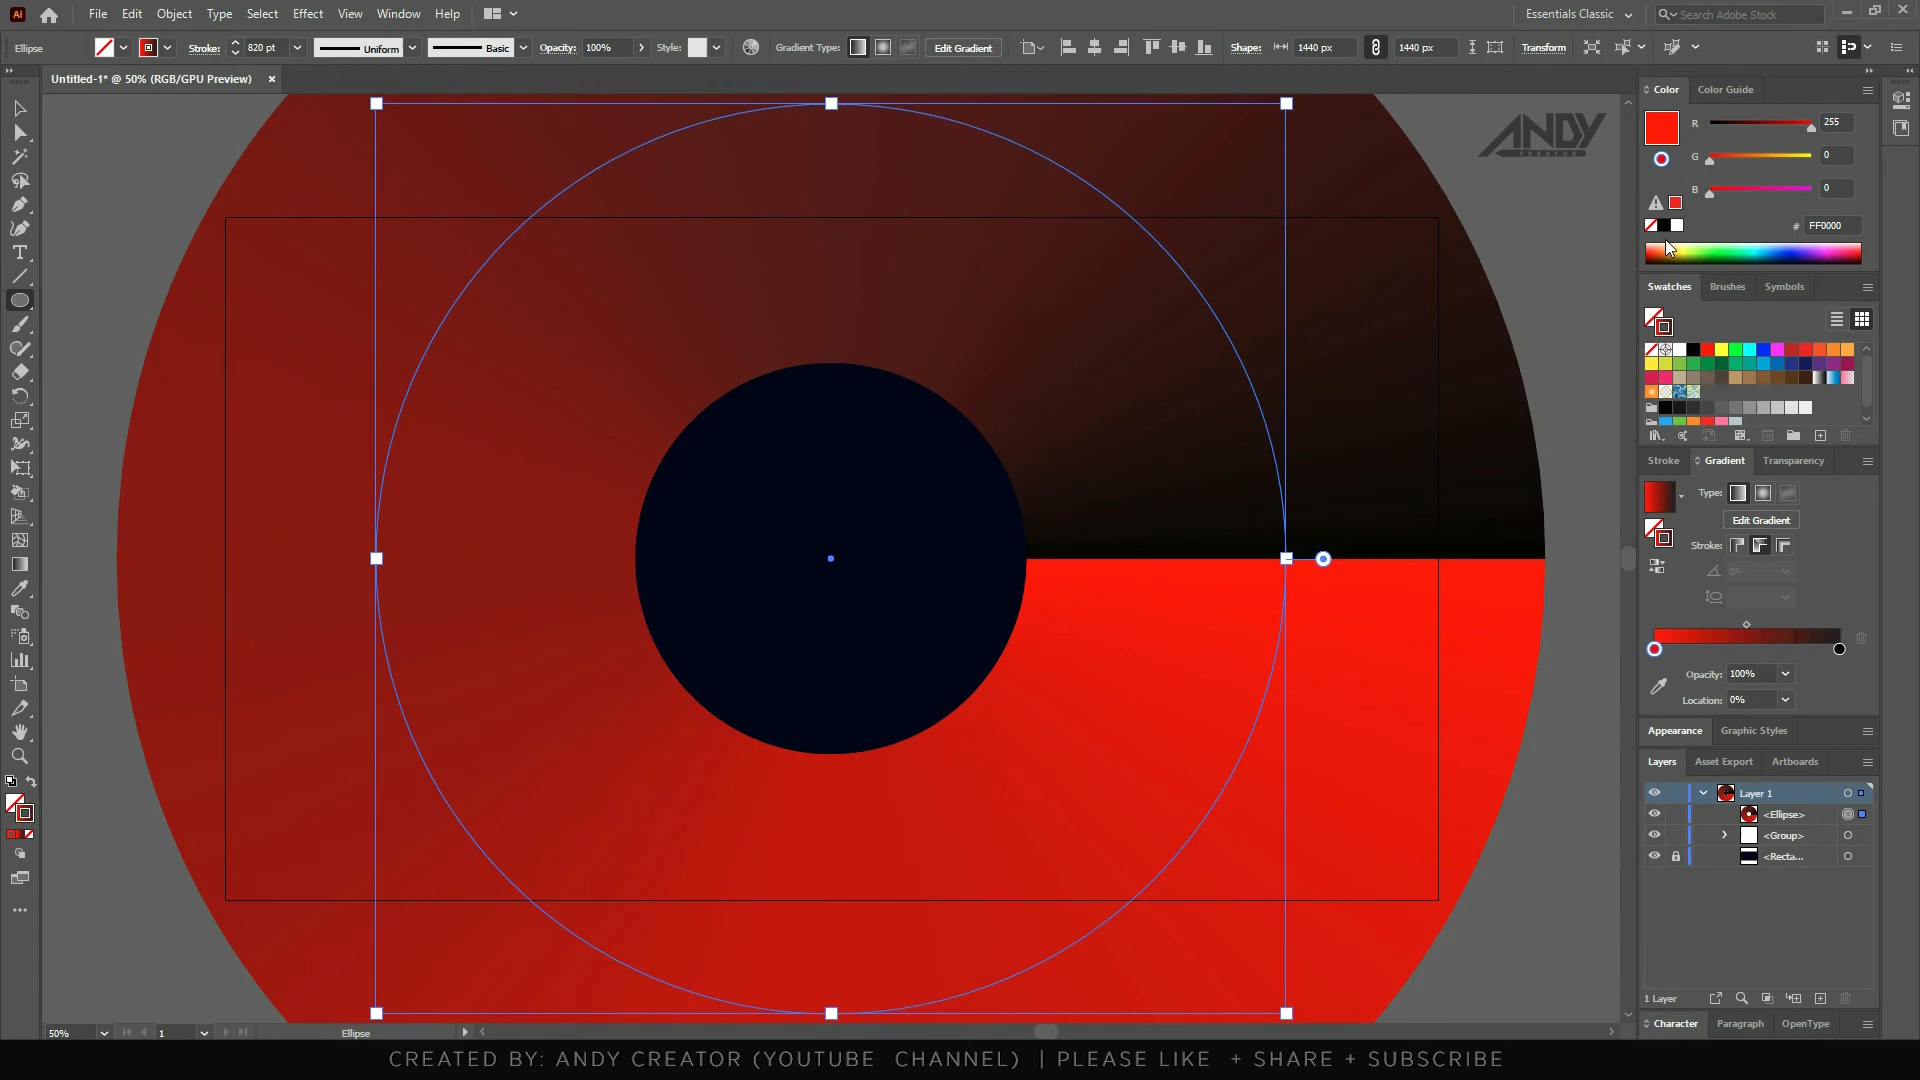 Ai File Edit Object Type Select Effect View Window Help Essentials Classic Search Adobe Stock
Ellipse Stroke: 820 pt Uniform Basic Opacity: 100% Style: Gradient Type: Edit Gradient Shape: 1440 px 1440 px Transform
Untitled-1* @ 50% (RGB/GPU Preview)
Color Color Guide
R 255
G 0
B 0
# FF0000
ANDY
CREATOR
Swatches Brushes Symbols
Stroke Gradient Transparency
Type:
Edit Gradient
Stroke:
0°
Opacity: 100%
Location: 0%
Appearance Graphic Styles
Layers Asset Export Artboards
Layer 1
<Ellipse>
<Group>
<Recta...
1 Layer
Character Paragraph OpenType
50% 1 Ellipse
CREATED BY: ANDY CREATOR (YOUTUBE CHANNEL) | PLEASE LIKE + SHARE + SUBSCRIBE